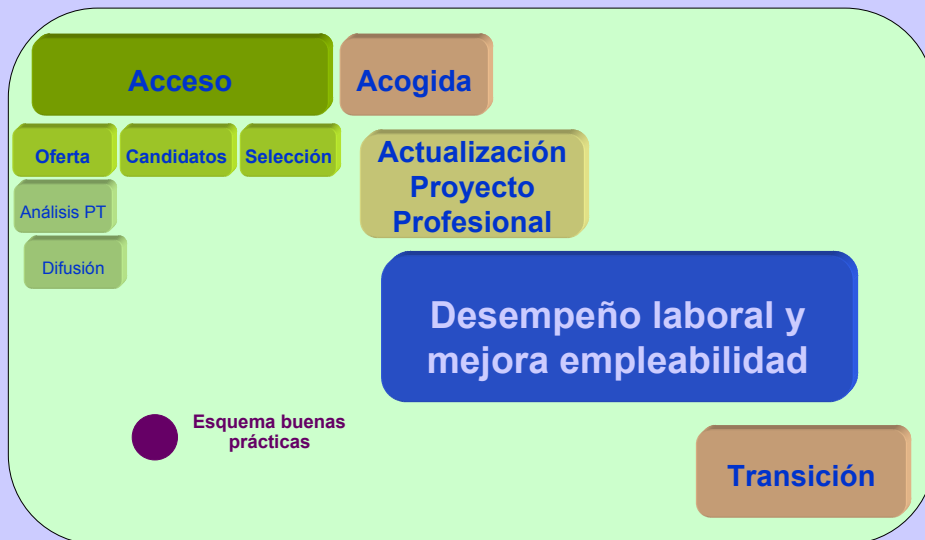 Acceso
Acogida
Oferta
Candidatos
Selección
Actualización
Proyecto
Profesional
Análisis PT
Difusión
Desempeño laboral y
mejora empleabilidad
Esquema buenas
prácticas
Transición